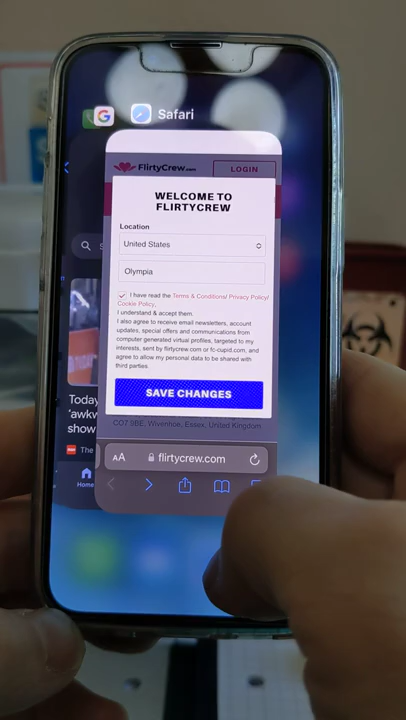 Safari
FlirtyCrew.com
LOGIN
WELCOME TO
FLIRTYCREW
Location
United States
Olympia
I have read the Terms & Conditions/ Privacy Policy/
Cookie Policy,
I understand & accept them.
I also agree to receive email newsletters, account
updates, special offers and communications from
computer generated virtual profiles, targeted to my
interests, sent by flirtycrew.com or fc-cupid.com, and
agree to allow my personal data to be shared with
third parties.
SAVE CHANGES
CO7 9BE, Wivenhoe, Essex, United Kingdom
AA
flirtycrew.com
Today
'awkw
show
The
Home